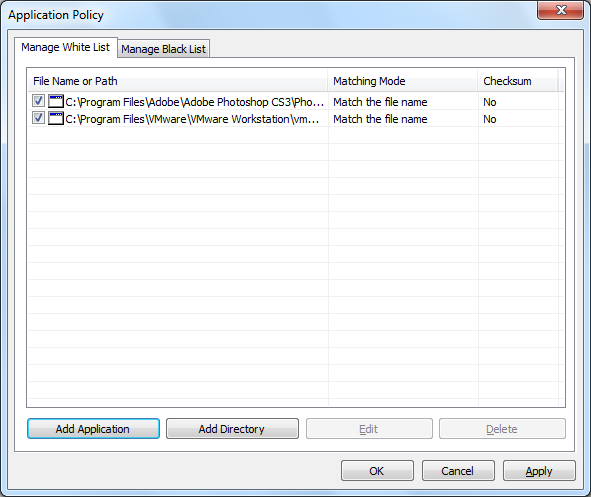 Application Policy
Manage White List Manage Black List
File Name or Path Matching Mode Checksum
C:\Program Files\Adobe\Adobe Photoshop CS3\Pho... Match the file name No
C:\Program Files\VMware\VMware Workstation\vm... Match the file name No
Add Application Add Directory Edit Delete
OK Cancel Apply